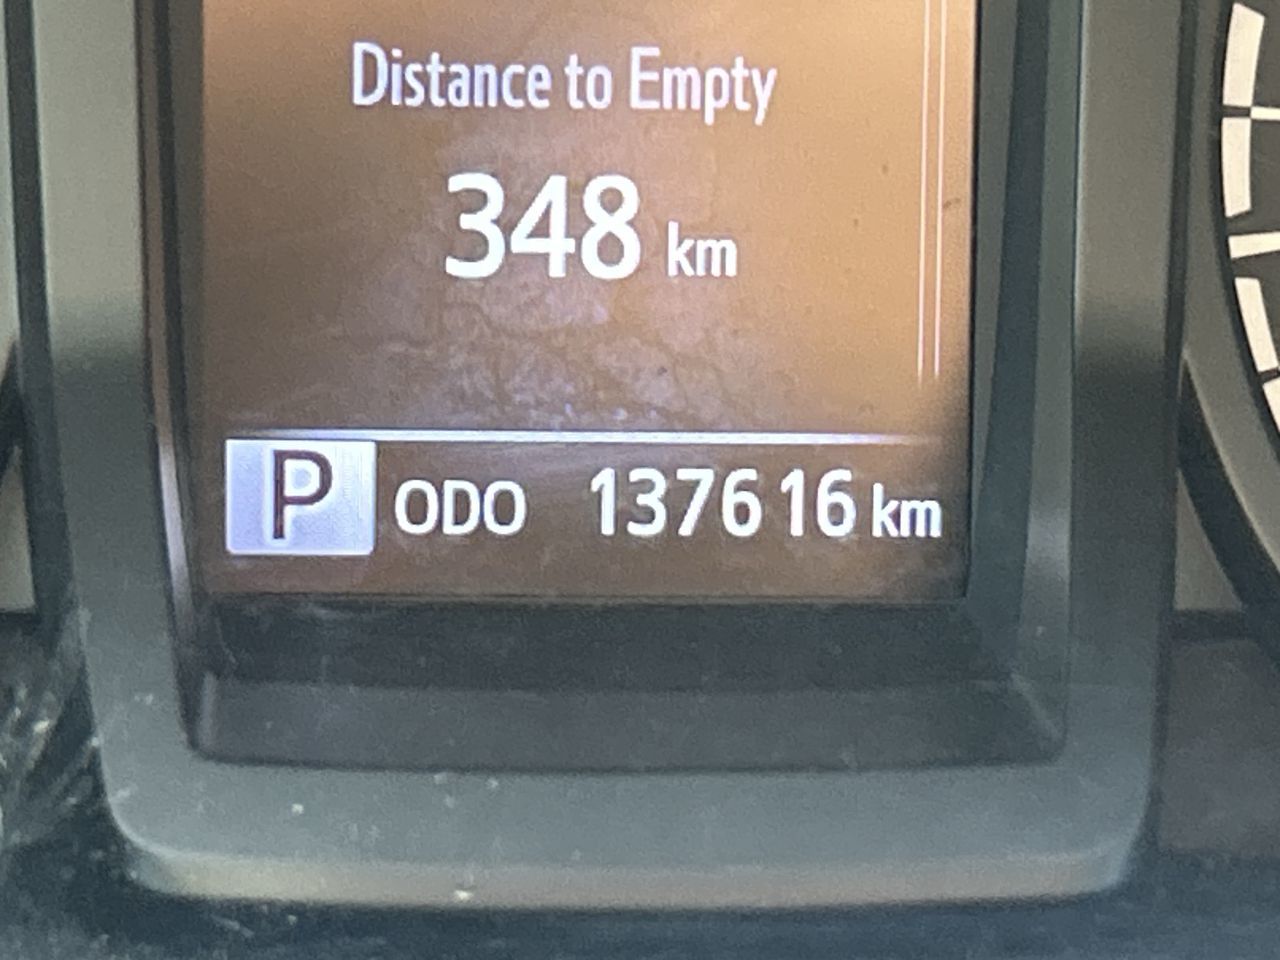 Distance to Empty
348 km
P ODO 137616 km